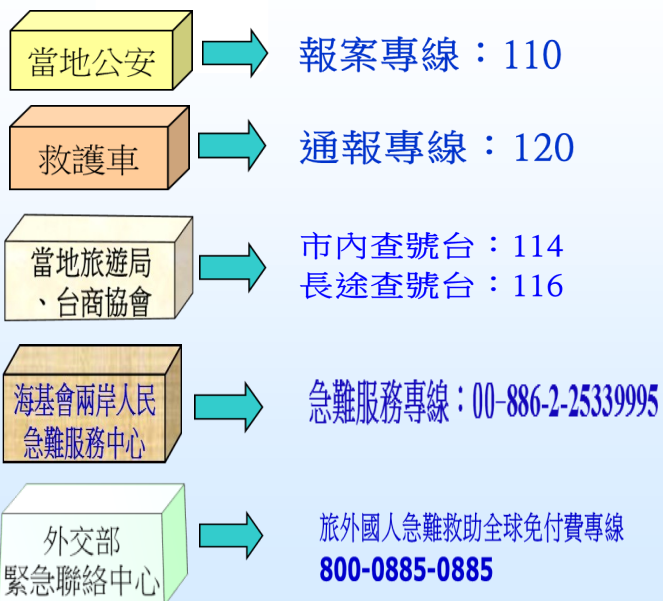 當地公安
報案專線：110
救護車
通報專線：120
當地旅遊局
、台商協會
市內查號台：114
長途查號台：116
海基會兩岸人民
急難服務中心
急難服務專線：00-886-2-25339995
外交部
緊急聯絡中心
旅外國人急難救助全球免付費專線
800-0885-0885